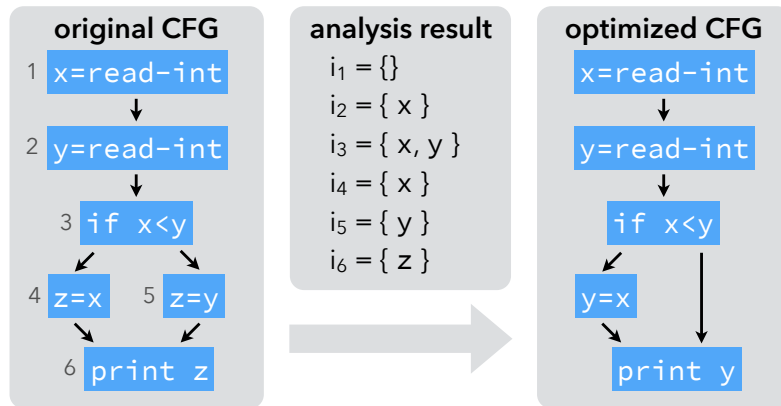 original CFG
1 x=read-int
2 y=read-int
3 if x<y
4 z=x 5 z=y
6 print z
analysis result
i₁ = {}
i₂ = { x }
i₃ = { x, y }
i₄ = { x }
i₅ = { y }
i₆ = { z }
optimized CFG
x=read-int
y=read-int
if x<y
y=x
print y